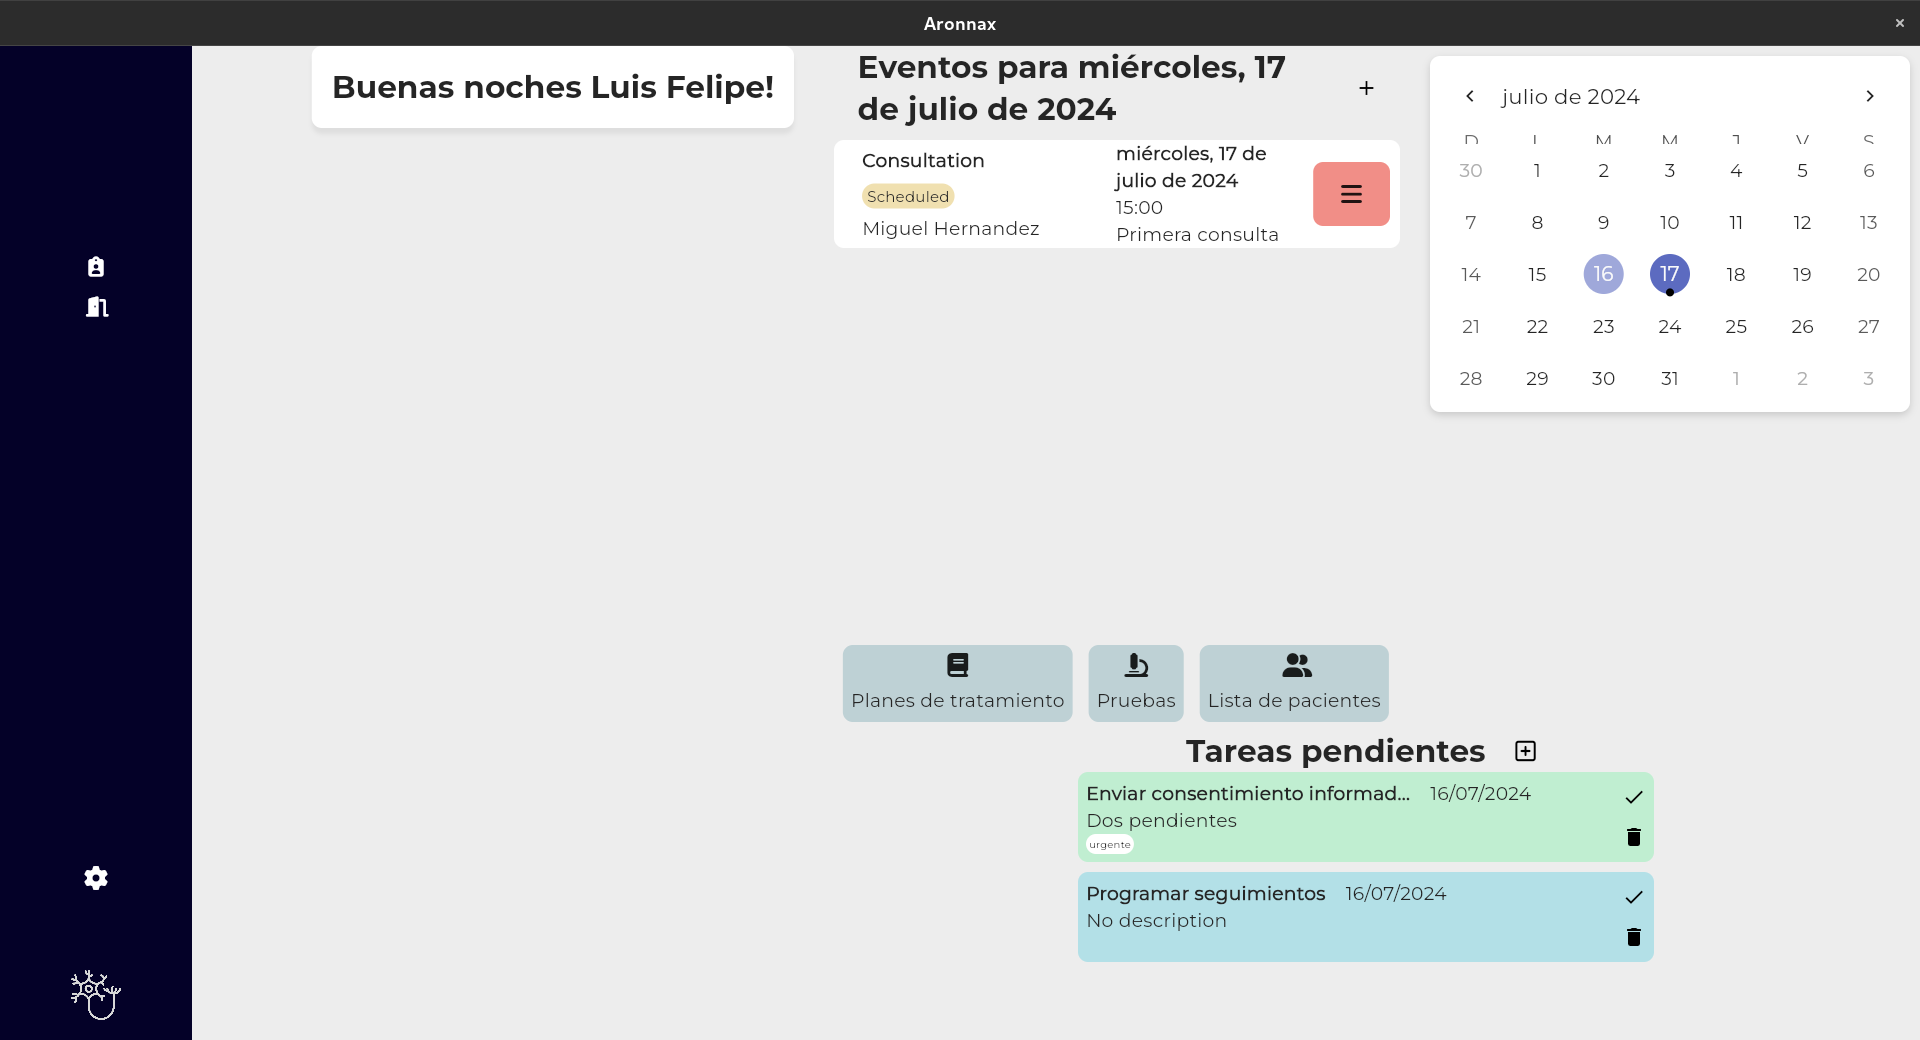 Aronnax
Buenas noches Luis Felipe!
Eventos para miércoles, 17
de julio de 2024
+
Consultation
Scheduled
Miguel Hernandez
miércoles, 17 de
julio de 2024
15:00
Primera consulta
julio de 2024
D L M M J V S
30 1 2 3 4 5 6
7 8 9 10 11 12 13
14 15 16 17 18 19 20
21 22 23 24 25 26 27
28 29 30 31 1 2 3
Planes de tratamiento
Pruebas
Lista de pacientes
Tareas pendientes
Enviar consentimiento informad... 16/07/2024
Dos pendientes
urgente
Programar seguimientos 16/07/2024
No description